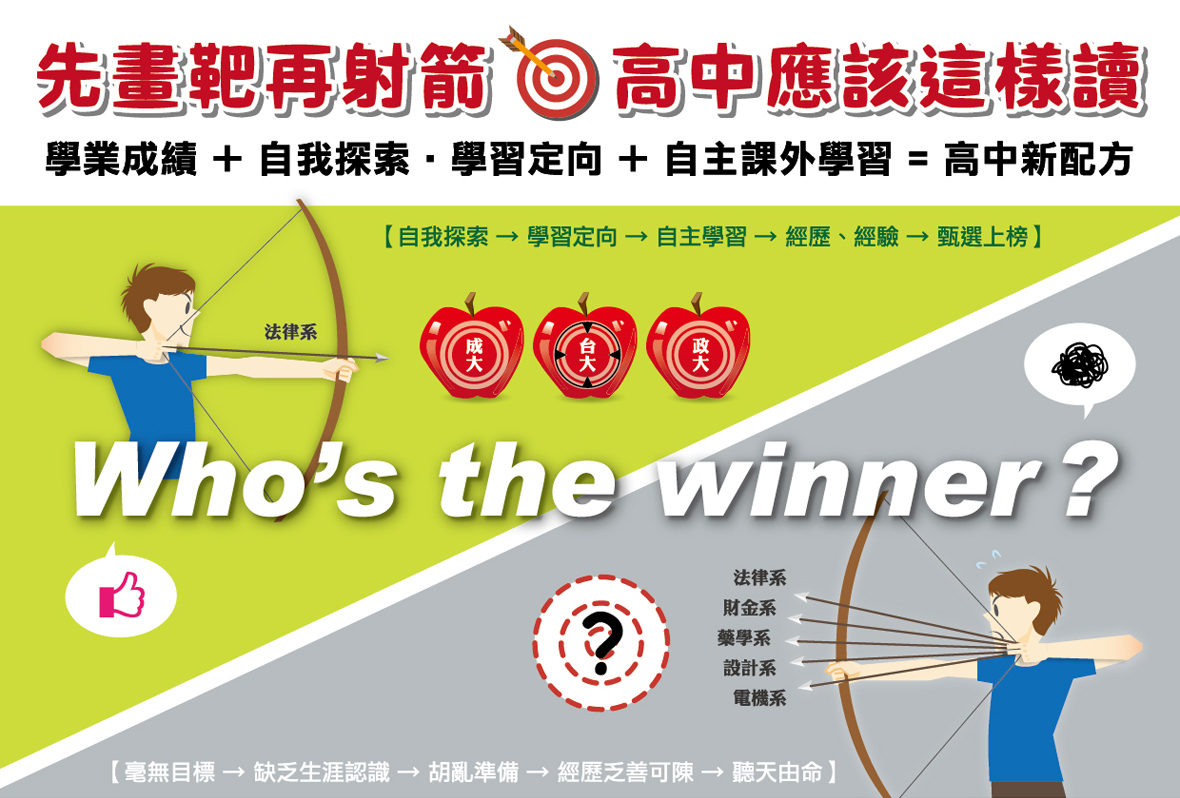 先畫靶再射箭 高中應該這樣讀
學業成績 + 自我探索・學習定向 + 自主課外學習 = 高中新配方
【自我探索 → 學習定向 → 自主學習 → 經歷、經驗 → 甄選上榜】
法律系
成大
台大
政大
Who's the winner?
法律系
財金系
藥學系
設計系
電機系
?
【毫無目標 → 缺乏生涯認識 → 胡亂準備 → 經歷乏善可陳 → 聽天由命】